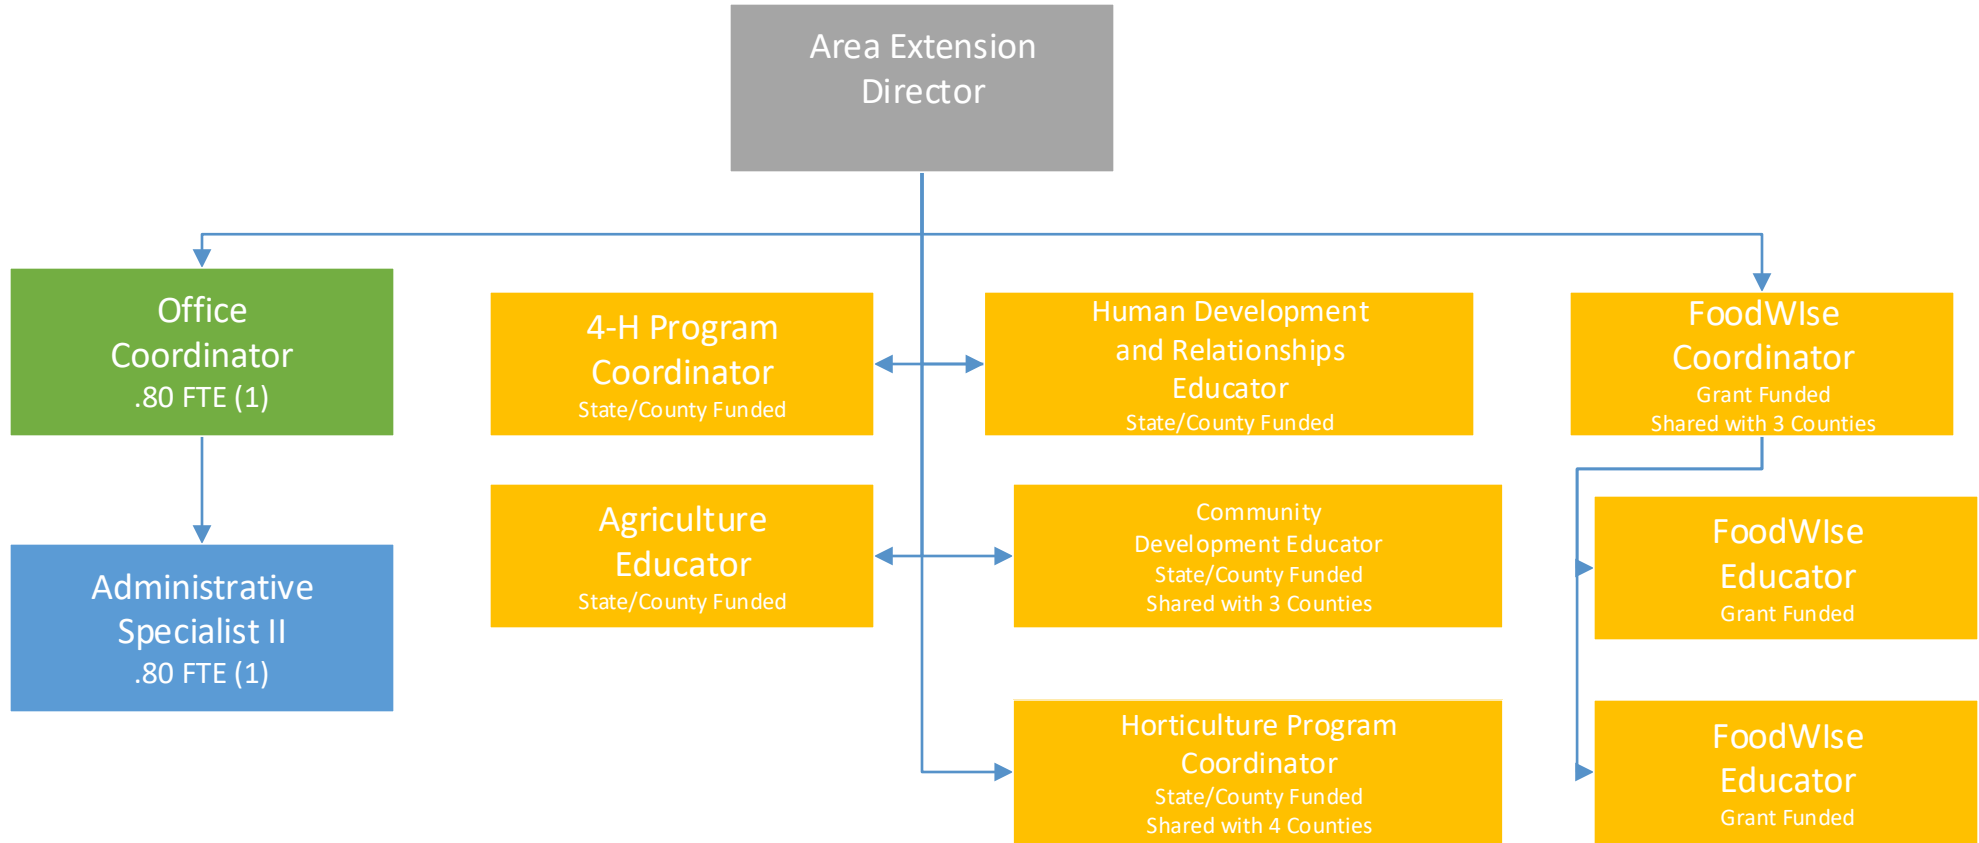 Area Extension
Director
Office
Coordinator
.80 FTE (1)
4-H Program
Coordinator
State/County Funded
Human Development
and Relationships
Educator
State/County Funded
FoodWIse
Coordinator
Grant Funded
Shared with 3 Counties
Agriculture
Educator
State/County Funded
Community
Development Educator
State/County Funded
Shared with 3 Counties
FoodWIse
Educator
Grant Funded
Administrative
Specialist II
.80 FTE (1)
Horticulture Program
Coordinator
State/County Funded
Shared with 4 Counties
FoodWIse
Educator
Grant Funded